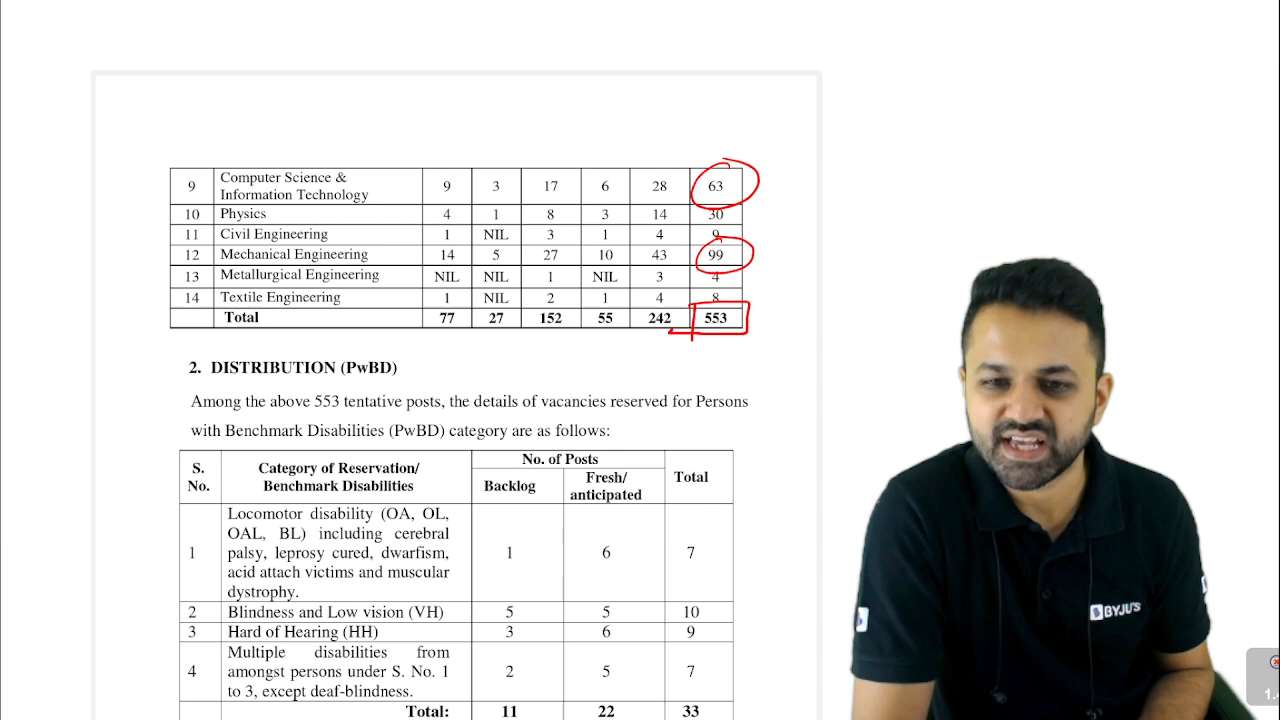 9 Computer Science & Information Technology 9 3 17 6 28 63
10 Physics 4 1 8 3 14 30
11 Civil Engineering 1 NIL 3 1 4 9
12 Mechanical Engineering 14 5 27 10 43 99
13 Metallurgical Engineering NIL NIL 1 NIL 3 4
14 Textile Engineering 1 NIL 2 1 4 8
Total 77 27 152 55 242 553
2. DISTRIBUTION (PwBD)
Among the above 553 tentative posts, the details of vacancies reserved for Persons
with Benchmark Disabilities (PwBD) category are as follows:
S. No. Category of Reservation/ Benchmark Disabilities No. of Posts Total
Backlog Fresh/ anticipated
Locomotor disability (OA, OL,
OAL, BL) including cerebral
1 palsy, leprosy cured, dwarfism, 1 6 7
acid attach victims and muscular
dystrophy.
2 Blindness and Low vision (VH) 5 5 10
3 Hard of Hearing (HH) 3 6 9
Multiple disabilities from
4 amongst persons under S. No. 1 2 5 7
to 3, except deaf-blindness.
Total: 11 22 33
BYJU'S